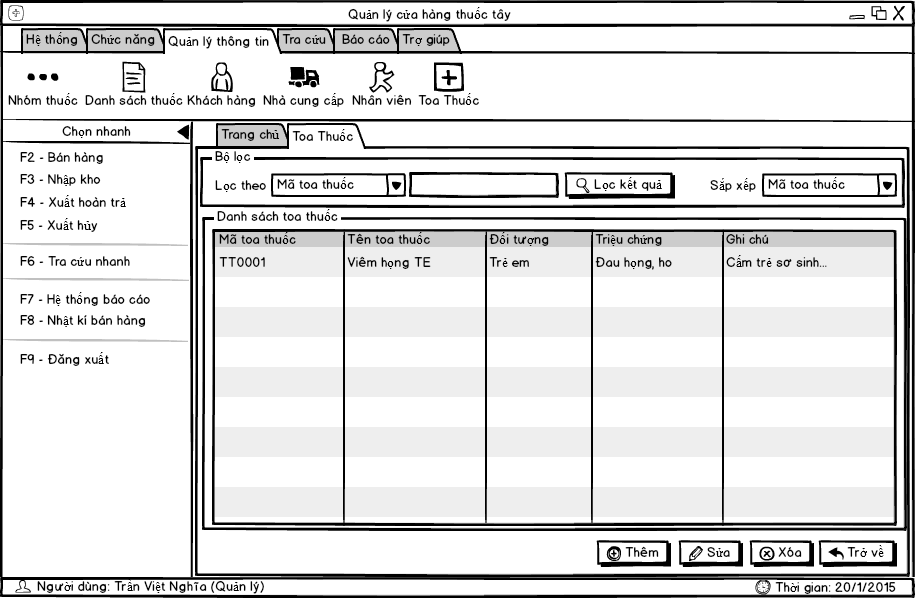 Quản lý cửa hàng thuốc tây
Hệ thống Chức năng Quản lý thông tin Tra cứu Báo cáo Trợ giúp
Nhóm thuốc Danh sách thuốc Khách hàng Nhà cung cấp Nhân viên Toa Thuốc
Chọn nhanh
F2 - Bán hàng
F3 - Nhập kho
F4 - Xuất hoàn trả
F5 - Xuất hủy
F6 - Tra cứu nhanh
F7 - Hệ thống báo cáo
F8 - Nhật kí bán hàng
F9 - Đăng xuất
Trang chủ Toa Thuốc
Bộ lọc
Lọc theo Mã toa thuốc Lọc kết quả Sắp xếp Mã toa thuốc
Danh sách toa thuốc
Mã toa thuốc Tên toa thuốc Đối tượng Triệu chứng Ghi chú
TT0001 Viêm họng TE Trẻ em Đau họng, ho Cấm trẻ sơ sinh...
Thêm Sửa Xóa Trở về
Người dùng: Trần Việt Nghĩa (Quản lý) Thời gian: 20/1/2015